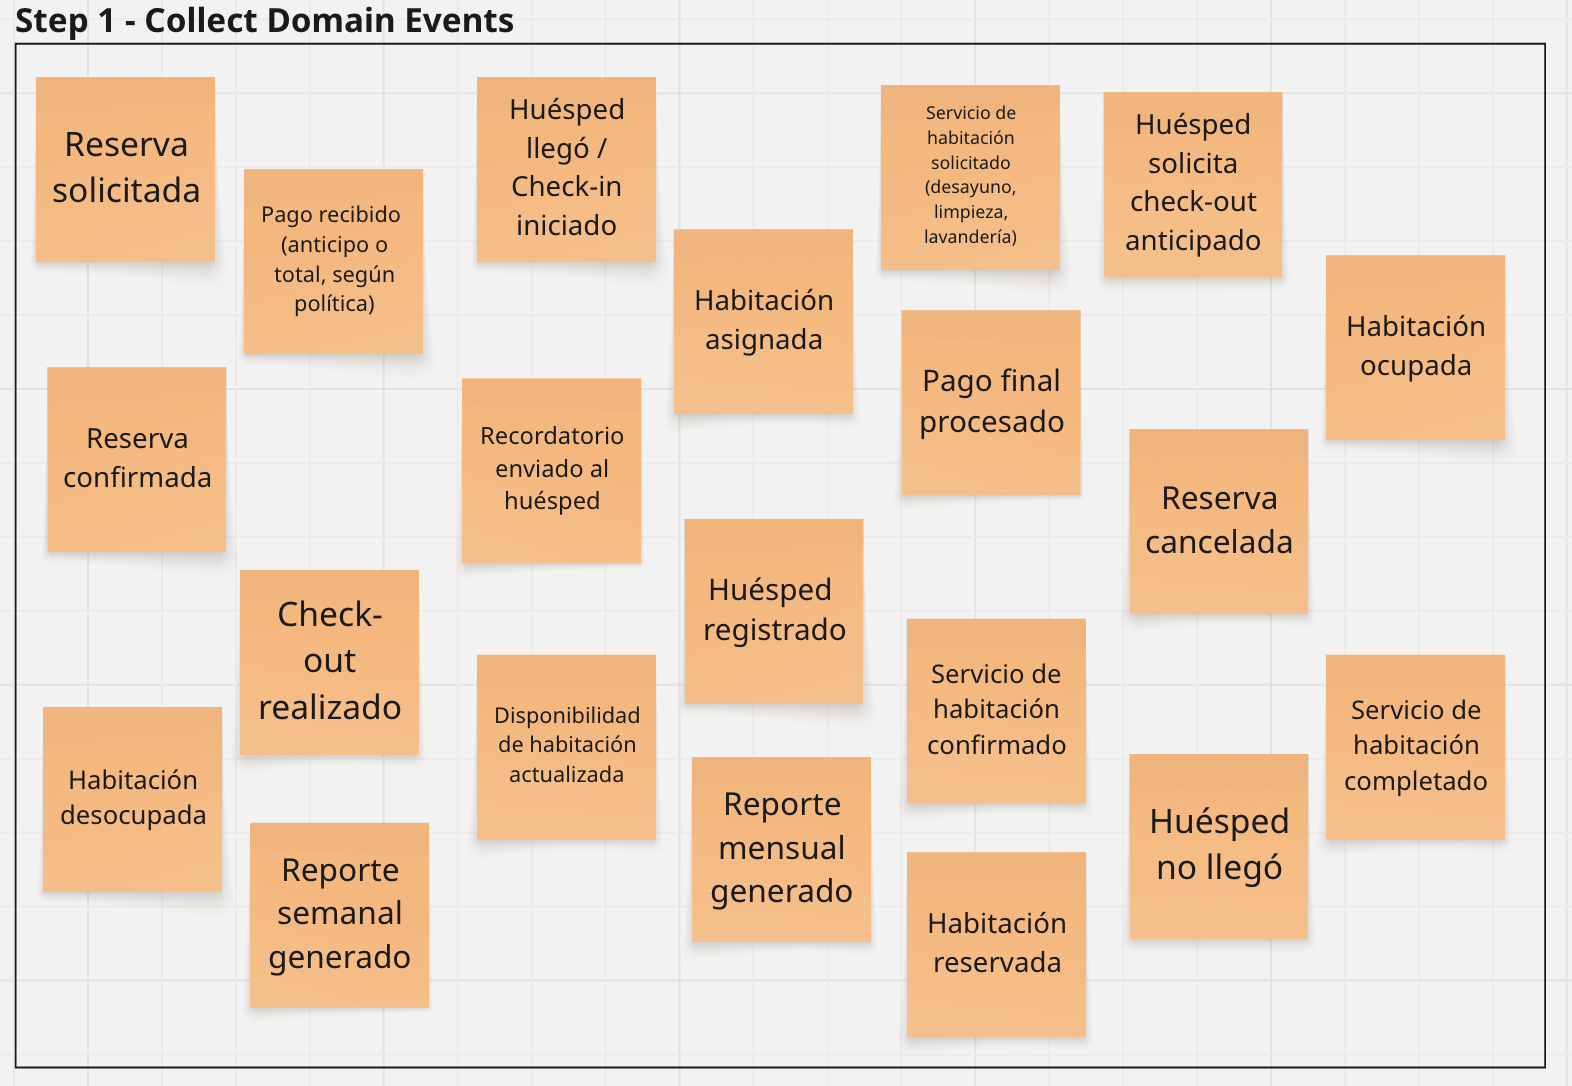 Step 1 - Collect Domain Events
Reserva
solicitada
Pago recibido
(anticipo o
total, según
política)
Huésped
llegó /
Check-in
iniciado
Habitación
asignada
Servicio de
habitación
solicitado
(desayuno,
limpieza,
lavandería)
Huésped
solicita
check-out
anticipado
Habitación
ocupada
Pago final
procesado
Reserva
confirmada
Recordatorio
enviado al
huésped
Reserva
cancelada
Huésped
registrado
Check-
out
realizado
Servicio de
habitación
confirmado
Disponibilidad
de habitación
actualizada
Servicio de
habitación
completado
Habitación
desocupada
Reporte
mensual
generado
Huésped
no llegó
Reporte
semanal
generado
Habitación
reservada